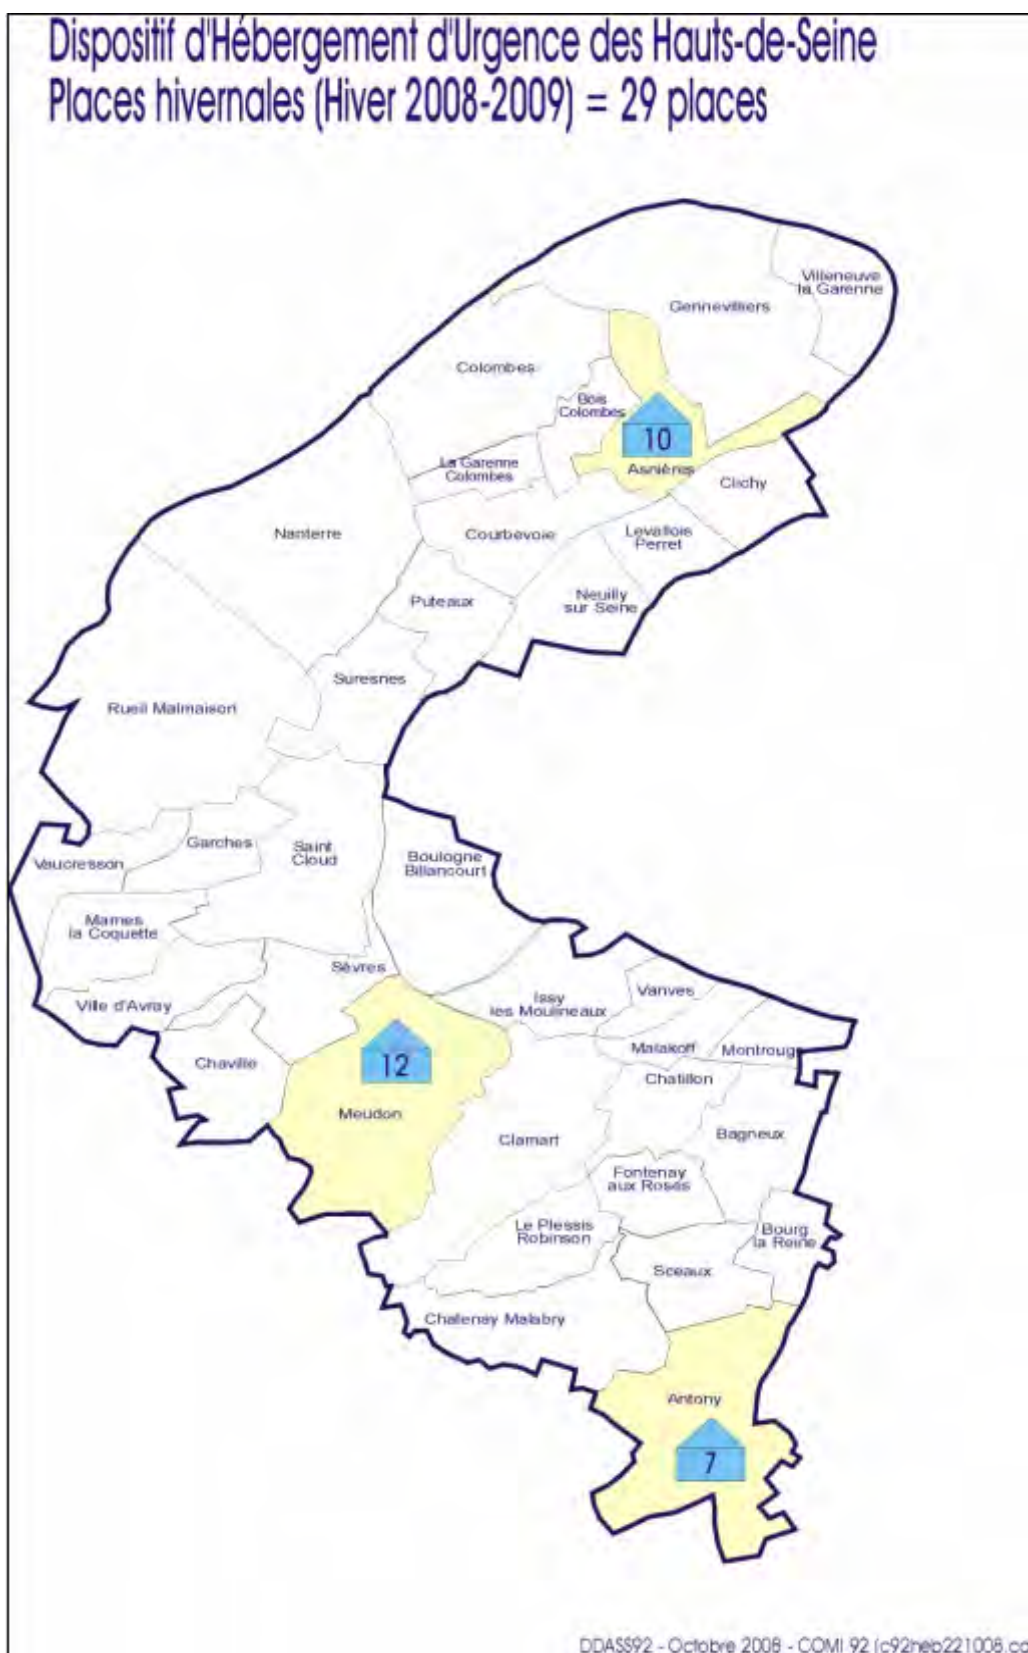 Dispositif d'Hébergement d'Urgence des Hauts-de-Seine
Places hivernales (Hiver 2008-2009) = 29 places
Villeneuve
la Garenne
Gennevilliers
Colombes
Bois
Colombes
10
Asnières
La Garenne
Colombes
Clichy
Nanterre
Courbevoie
Levallois
Perret
Puteaux
Neuilly
sur Seine
Suresnes
Rueil Malmaison
Garches
Saint
Cloud
Vaucresson
Boulogne
Billancourt
Marnes
la Coquette
Sèvres
Ville d'Avray
Issy
les Moulineaux
Vanves
Malakoff
Montrouge
Chaville
12
Chatillon
Meudon
Clamart
Bagneux
Fontenay
aux Roses
Le Plessis
Robinson
Bourg
la Reine
Sceaux
Chatenay Malabry
Antony
7
DDASS92 - Octobre 2008 - COMI 92 (c92heb221008.cd